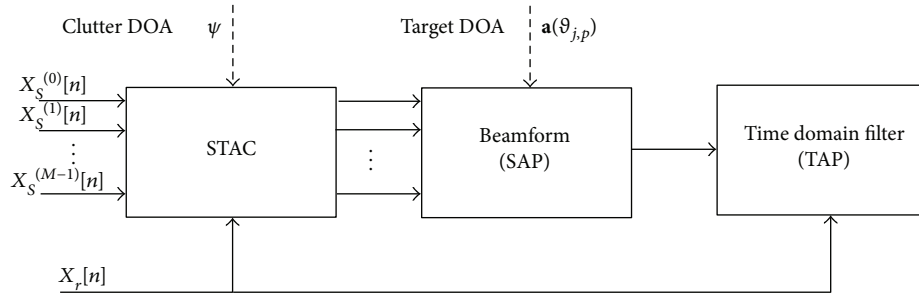 Clutter DOA ψ Target DOA a(ϑ_{j,p})
X_S^{(0)}[n]
X_S^{(1)}[n]
⋮ ⋮
X_S^{(M−1)}[n]
STAC
Beamform
(SAP)
Time domain filter
(TAP)
X_r[n]